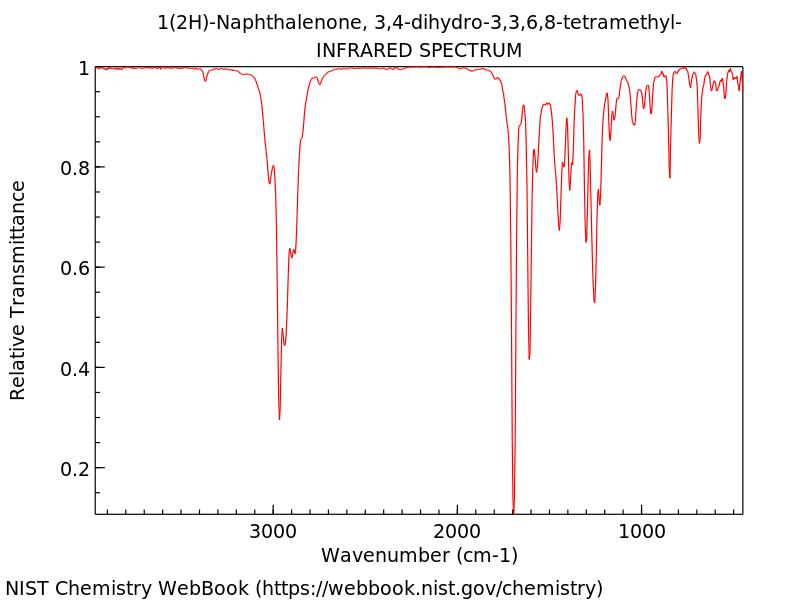 1(2H)-Naphthalenone, 3,4-dihydro-3,3,6,8-tetramethyl-
INFRARED SPECTRUM
1
0.8
0.6
0.4
0.2
Relative Transmittance
3000 2000 1000
Wavenumber (cm-1)
NIST Chemistry WebBook (https://webbook.nist.gov/chemistry)